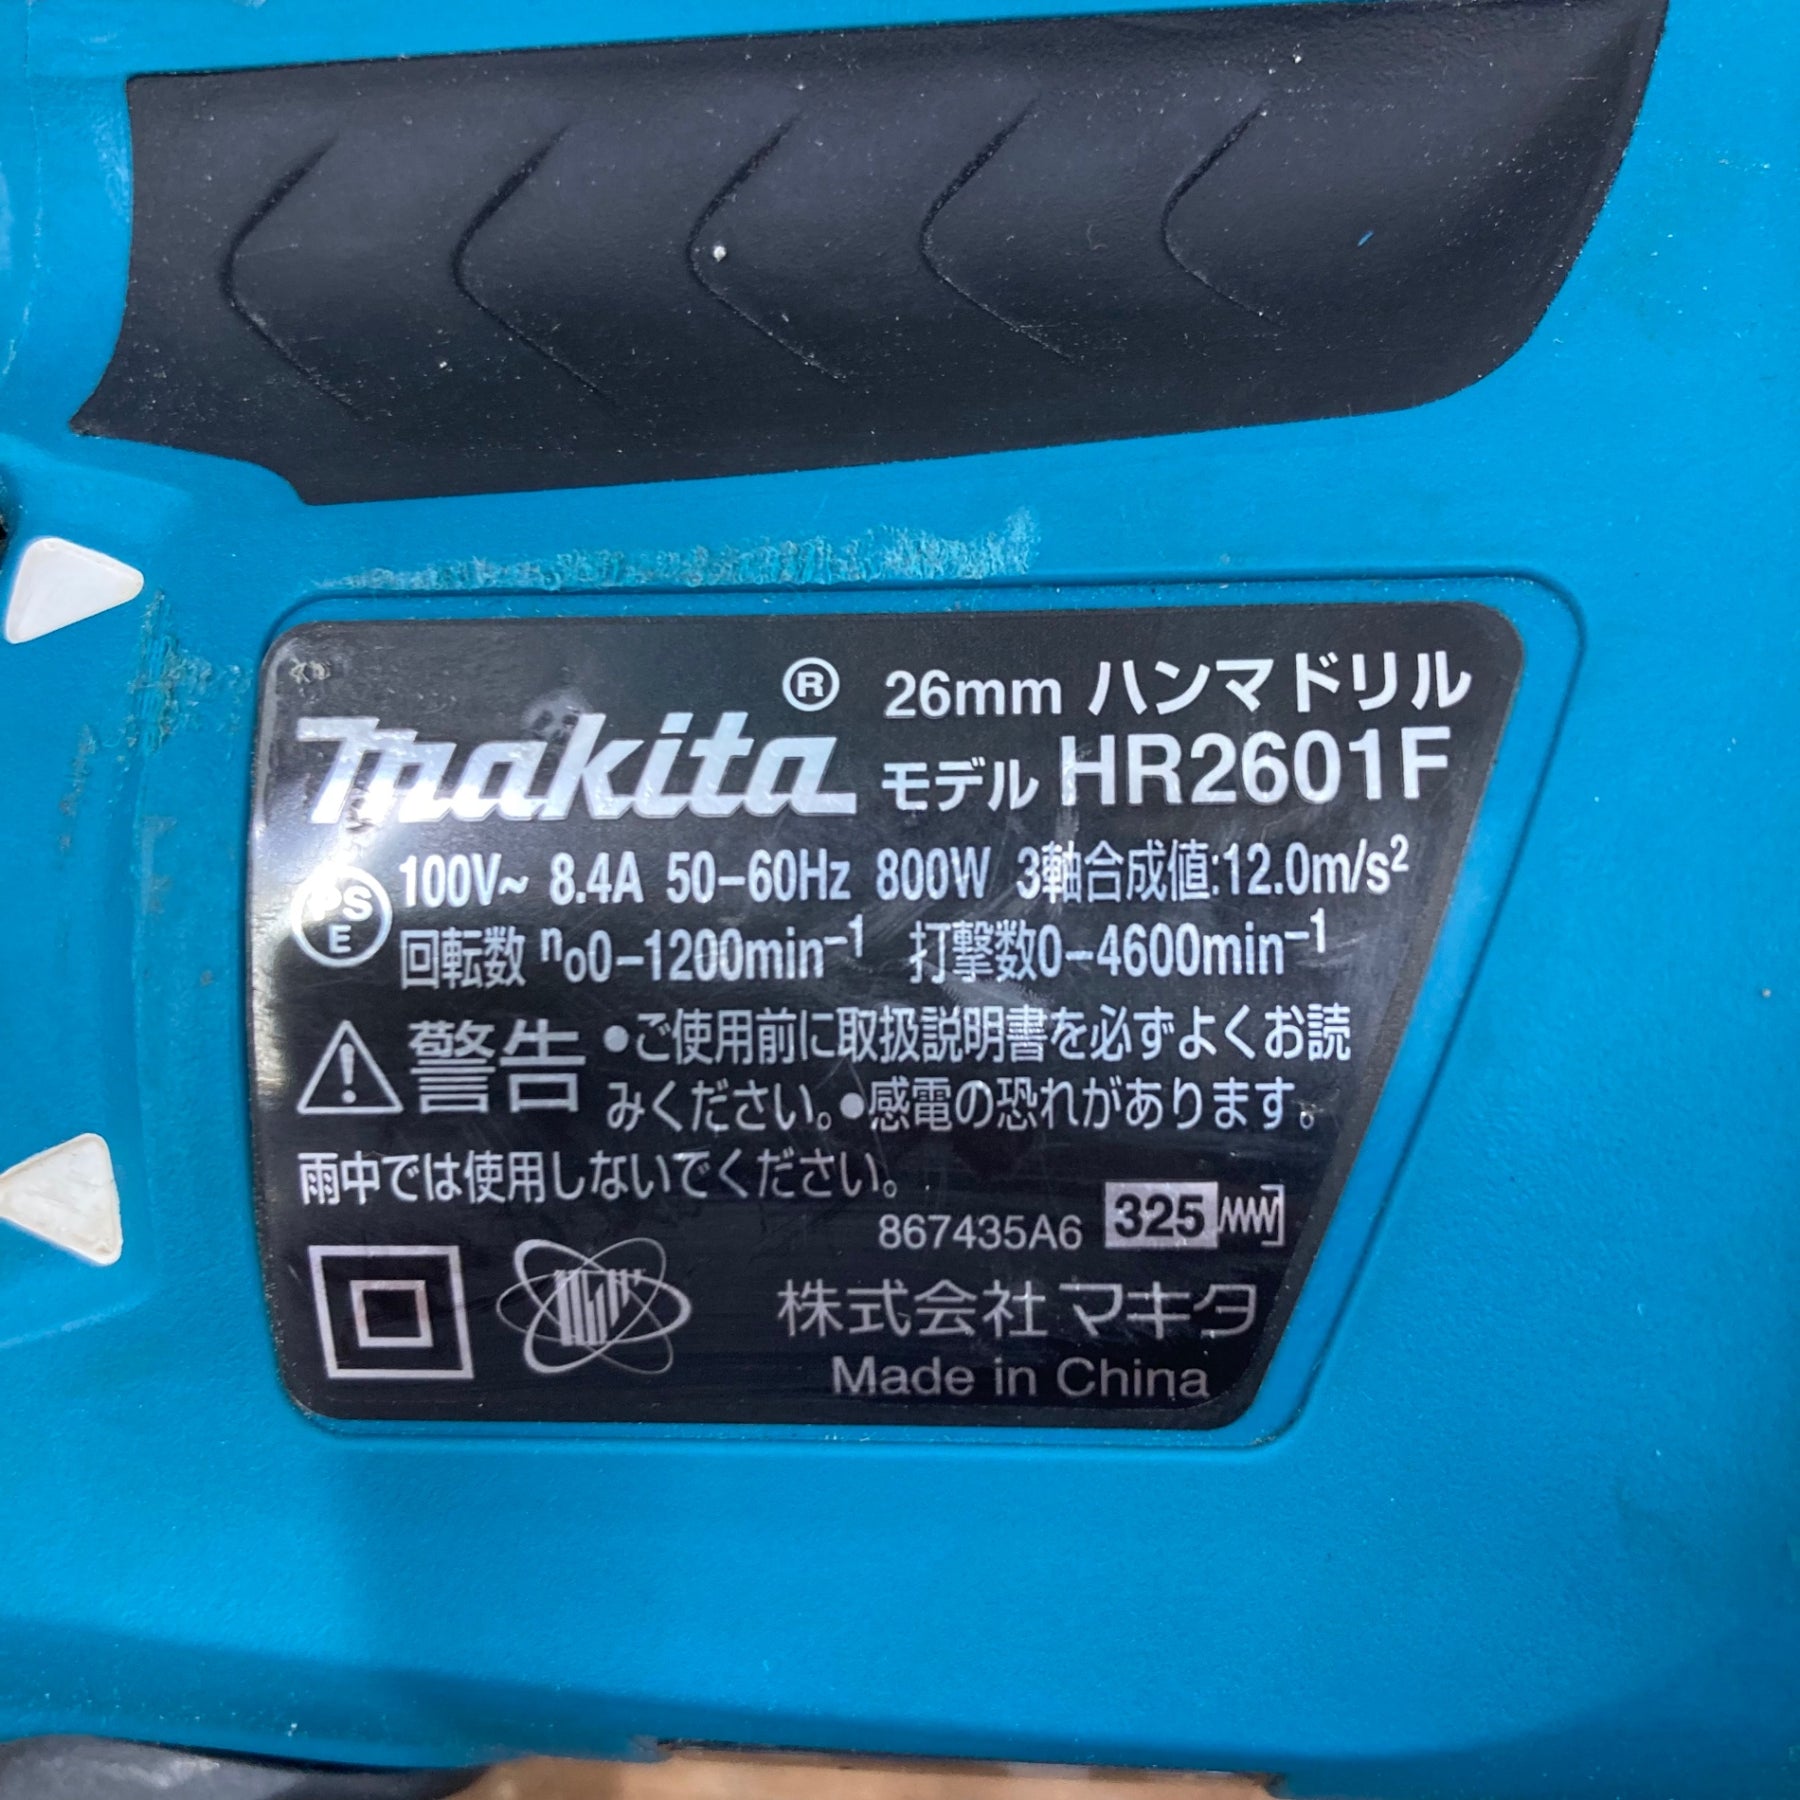 makita® 26mm ハンマドリル
モデル HR2601F
PSE 100V~ 8.4A 50-60Hz 800W 3軸合成値:12.0m/s²
回転数 n₀0-1200min⁻¹ 打撃数0-4600min⁻¹
警告 ●ご使用前に取扱説明書を必ずよくお読
みください。●感電の恐れがあります。
雨中では使用しないでください。
867435A6 325
株式会社マキタ
Made in China